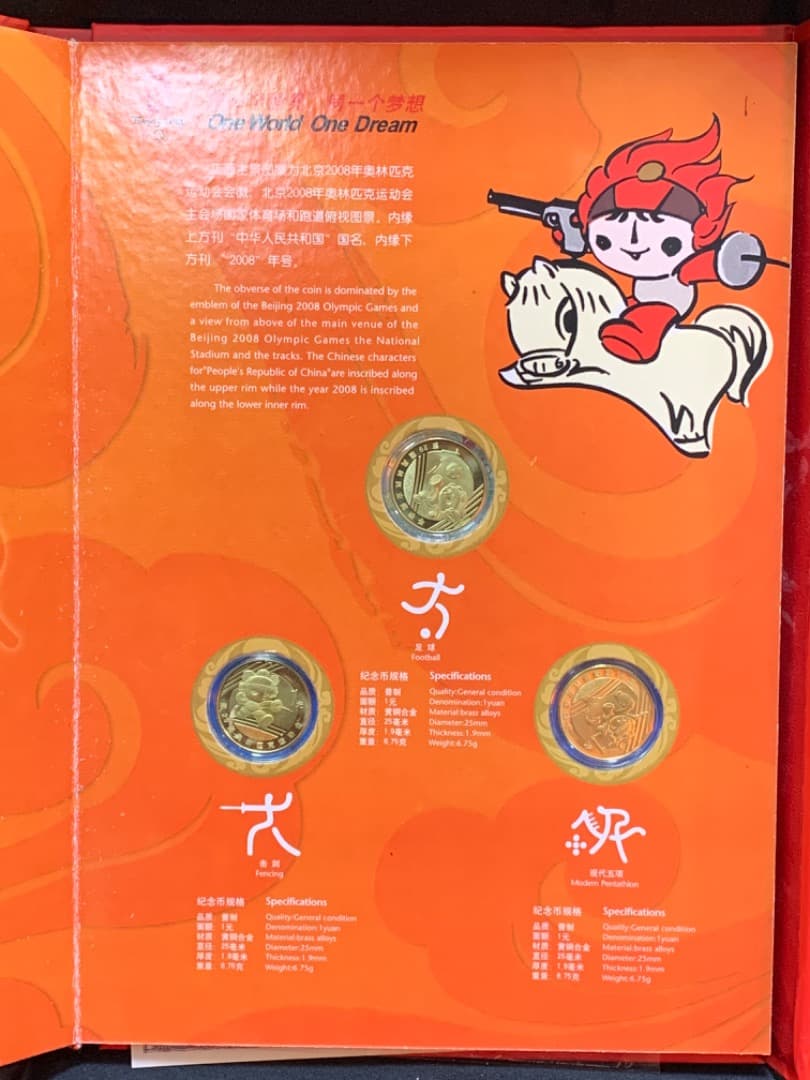 一个梦想
One World One Dream
主景图案为北京2008年奥林匹克
运动会会徽、北京2008年奥林匹克运动会
主会场国家体育场和跑道俯视图景。内缘
上方刊“中华人民共和国”国名，内缘下
方刊“2008”年号。
The obverse of the coin is dominated by the
emblem of the Beijing 2008 Olympic Games and
a view from above of the main venue of the
Beijing 2008 Olympic Games the National
Stadium and the tracks. The Chinese characters
for"People's Republic of China"are inscribed along
the upper rim while the year 2008 is inscribed
along the lower inner rim.
足球
Football
纪念币规格 Specifications
品质：普制 Quality:General condition
面额：1元 Denomination:1yuan
材质：黄铜合金 Material:brass alloys
直径：25毫米 Diameter:25mm
厚度：1.9毫米 Thickness:1.9mm
重量：6.75克 Weight:6.75g
击剑
Fencing
纪念币规格 Specifications
品质：普制 Quality:General condition
面额：1元 Denomination:1yuan
材质：黄铜合金 Material:brass alloys
直径：25毫米 Diameter:25mm
厚度：1.9毫米 Thickness:1.9mm
重量：6.75克 Weight:6.75g
现代五项
Modern Pentathlon
纪念币规格 Specifications
品质：普制 Quality:General condition
面额：1元 Denomination:1yuan
材质：黄铜合金 Material:brass alloys
直径：25毫米 Diameter:25mm
厚度：1.9毫米 Thickness:1.9mm
重量：6.75克 Weight:6.75g